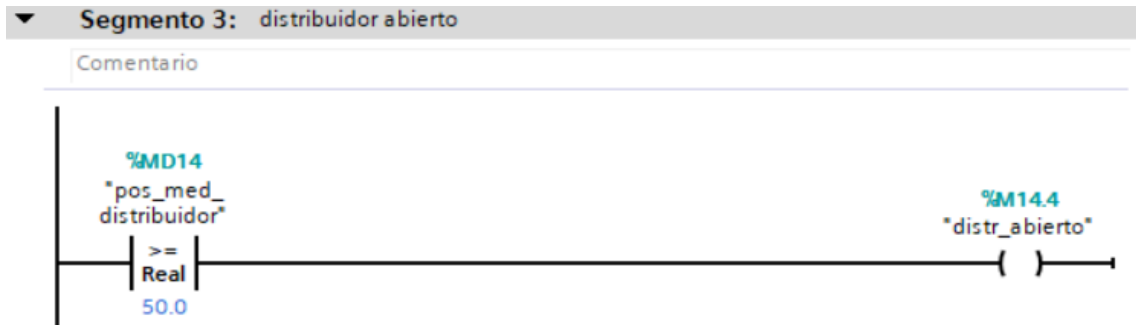 Segmento 3: distribuidor abierto
Comentario
%MD14
"pos_med_
distribuidor"
>=
Real
50.0
%M14.4
"distr_abierto"